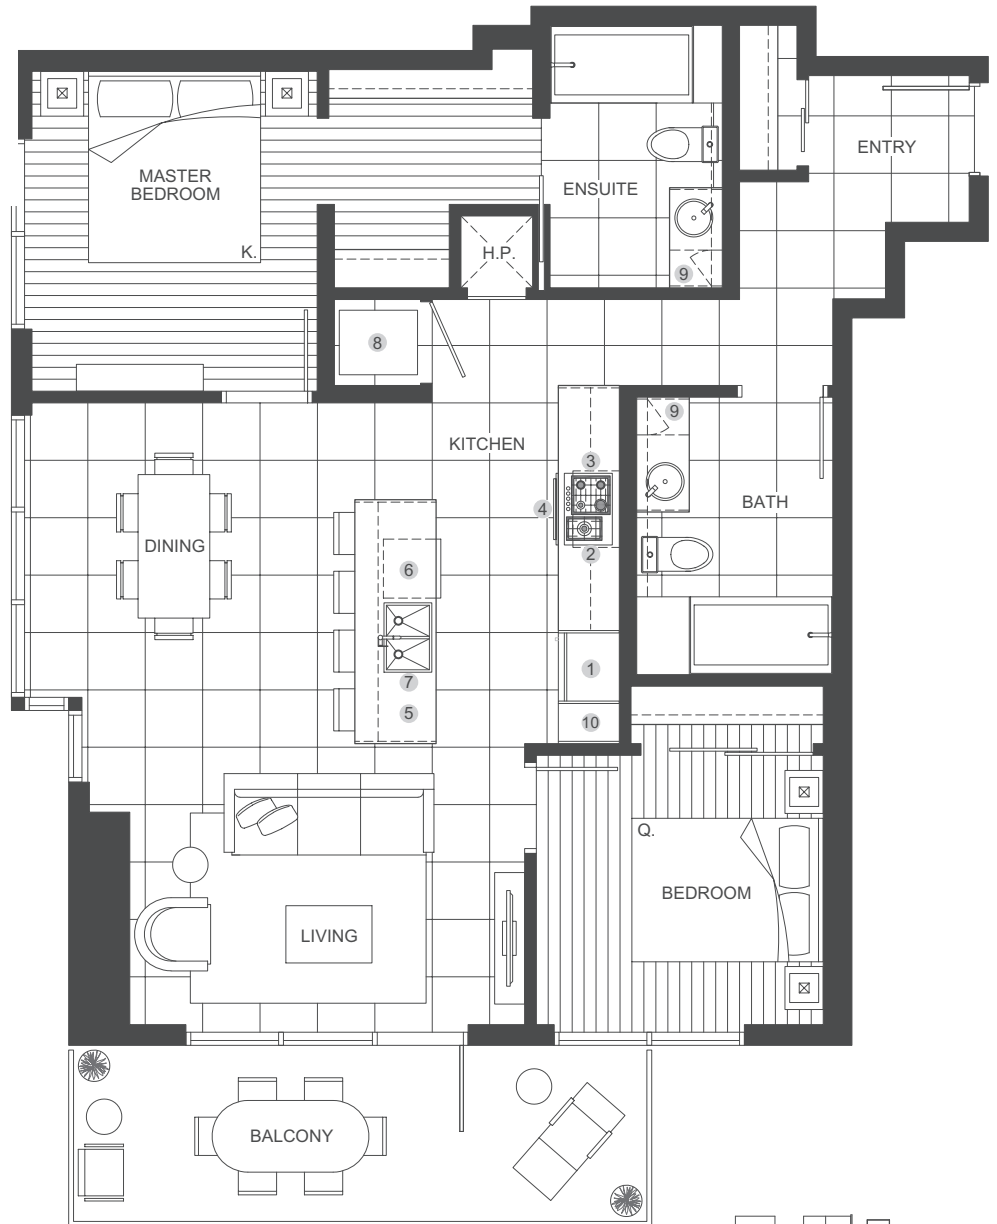 ENTRY
MASTER
BEDROOM
ENSUITE
K.
H.P.
9
8
9
KITCHEN
3
4
BATH
DINING
2
6
1
7
5
10
Q.
BEDROOM
LIVING
BALCONY